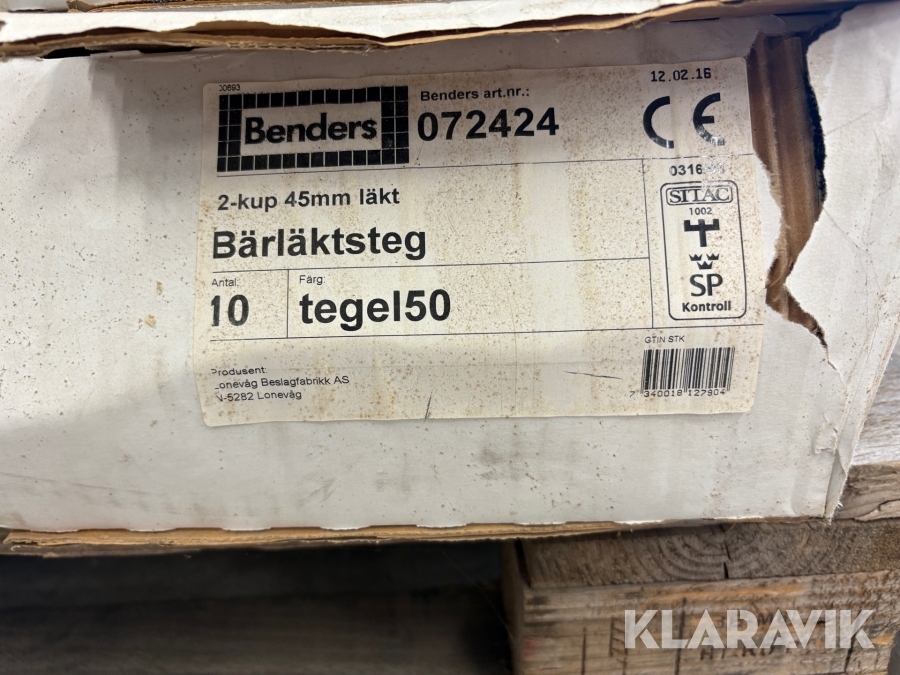 00693
Benders
Benders art.nr.:
072424
12.02.16
CE
0316
2-kup 45mm läkt
Bärläktsteg
SITAC
1002
SP
Kontroll
Antal:
10
Färg:
tegel50
Produsent:
Lonevåg Beslagfabrikk AS
N-5282 Lonevåg
GTIN STK
7 340018 127904
KLARAVIK